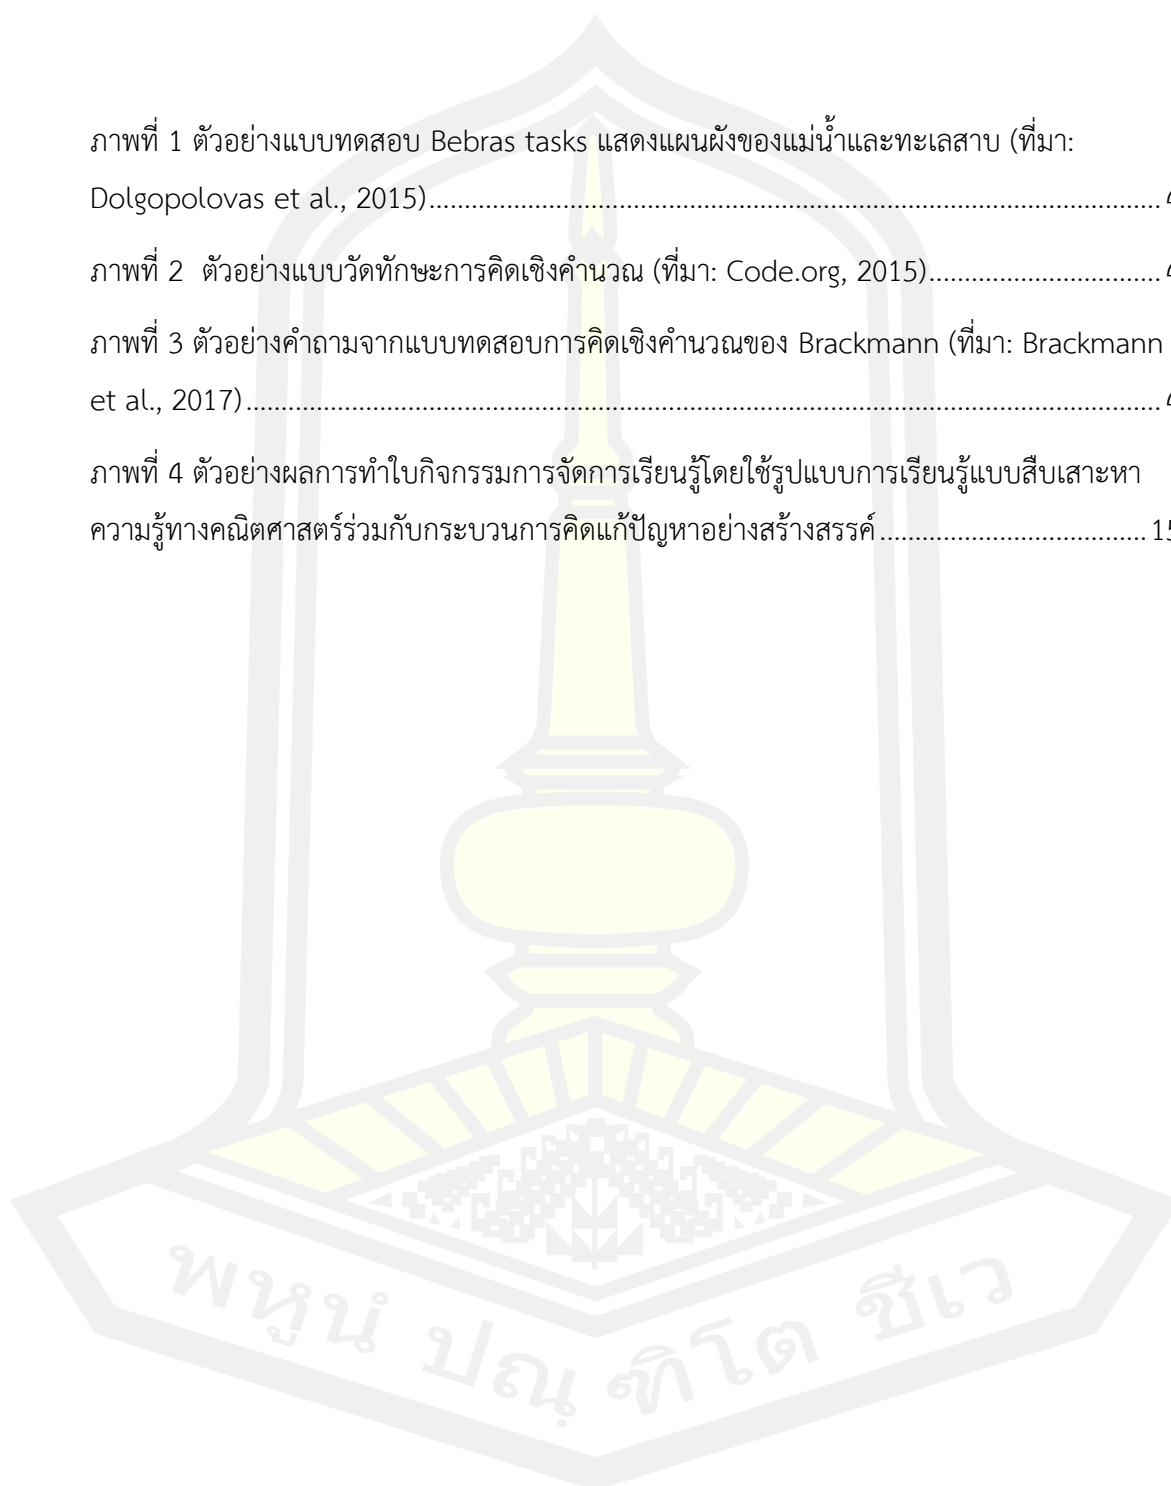 ภาพที่ 1 ตัวอย่างแบบทดสอบ Bebras tasks แสดงแผนผังของแม่น้ำและทะเลสาบ (ที่มา:
Dolgopolovas et al., 2015)
ภาพที่ 2 ตัวอย่างแบบวัดทักษะการคิดเชิงคำนวณ (ที่มา: Code.org, 2015)
ภาพที่ 3 ตัวอย่างคำถามจากแบบทดสอบการคิดเชิงคำนวณของ Brackmann (ที่มา: Brackmann
et al., 2017)
ภาพที่ 4 ตัวอย่างผลการทำใบกิจกรรมการจัดการเรียนรู้โดยใช้รูปแบบการเรียนรู้แบบสืบเสาะหา
ความรู้ทางคณิตศาสตร์ร่วมกับกระบวนการคิดแก้ปัญหาอย่างสร้างสรรค์
พหูนํ ปณฺฑิโต ชีเว